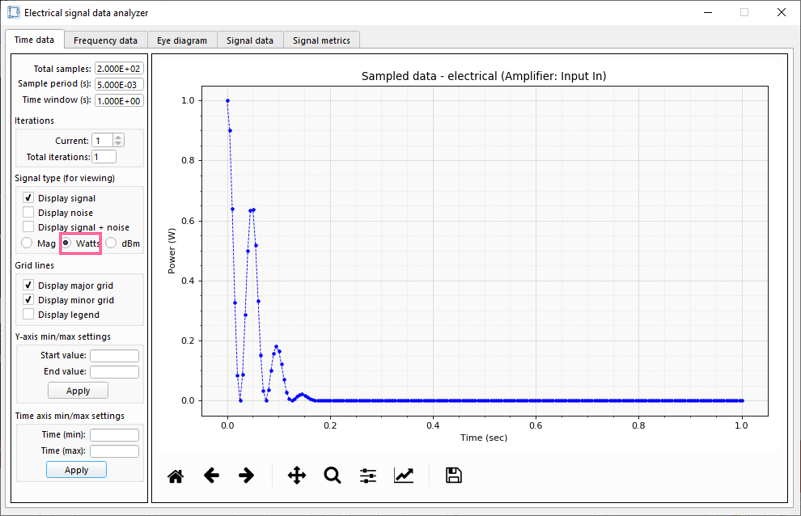 Electrical signal data analyzer
Time data
Frequency data
Eye diagram
Signal data
Signal metrics
Total samples: 2.000E+02
Sample period (s): 5.000E-03
Time window (s): 1.000E+00
Iterations
Current: 1
Total iterations: 1
Signal type (for viewing)
Display signal
Display noise
Display signal + noise
Mag Watts dBm
Grid lines
Display major grid
Display minor grid
Display legend
Y-axis min/max settings
Start value:
End value:
Apply
Time axis min/max settings
Time (min):
Time (max):
Apply
Sampled data - electrical (Amplifier: Input In)
Power (W)
1.0
0.8
0.6
0.4
0.2
0.0
0.0 0.2 0.4 0.6 0.8 1.0
Time (sec)